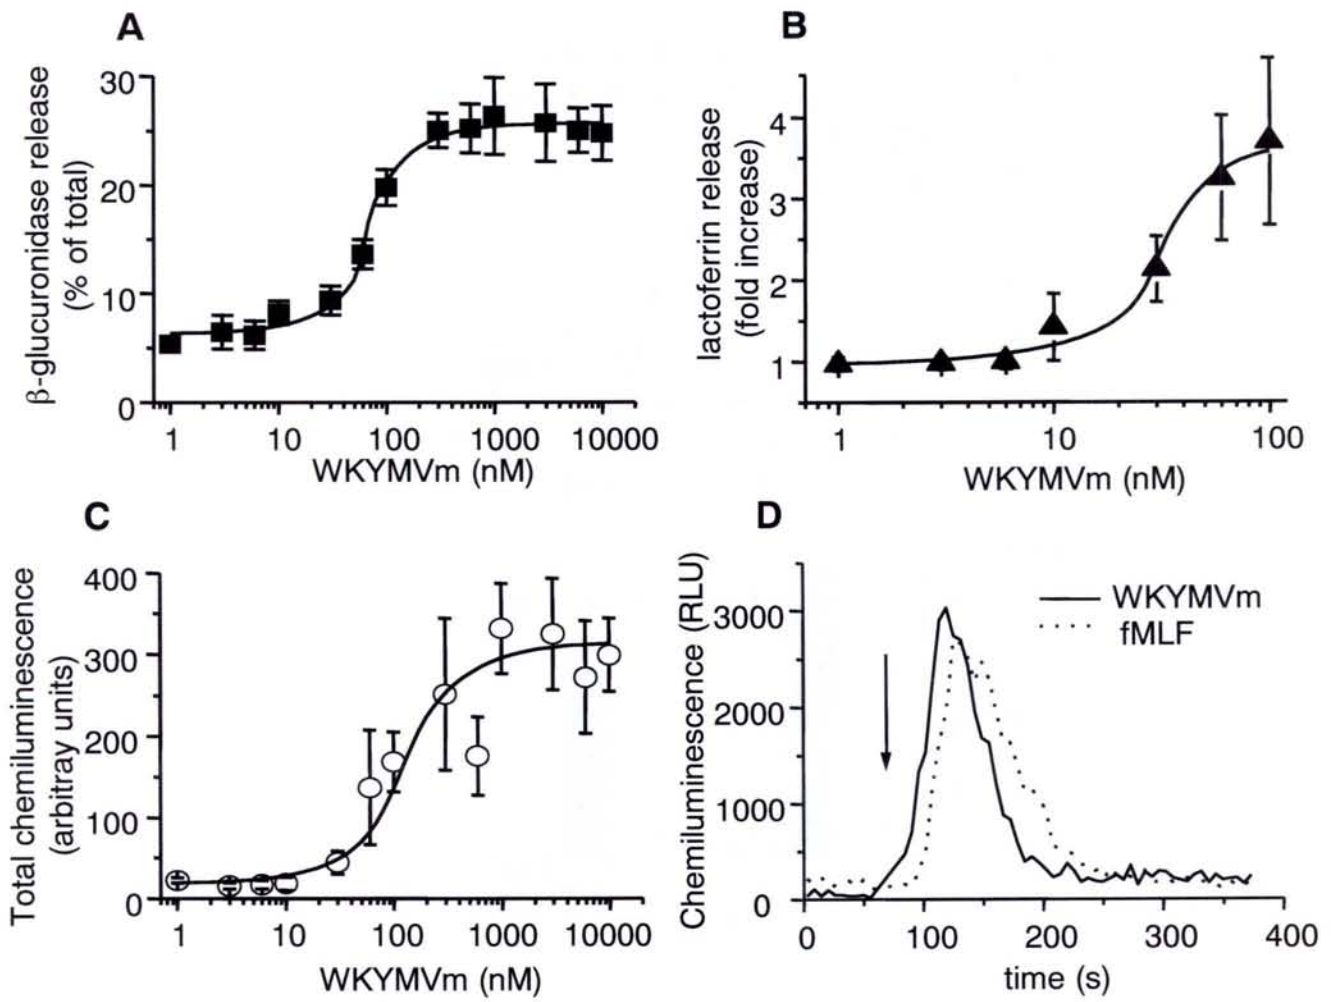 A
β-glucuronidase release
(% of total)
30
20
10
0
1 10 100 1000 10000
WKYMVm (nM)
B
lactoferrin release
(fold increase)
4
3
2
1
1 10 100
WKYMVm (nM)
C
Total chemiluminescence
(arbitray units)
400
300
200
100
0
1 10 100 1000 10000
WKYMVm (nM)
D
Chemiluminescence (RLU)
3000
2000
1000
0
WKYMVm
fMLF
0 100 200 300 400
time (s)